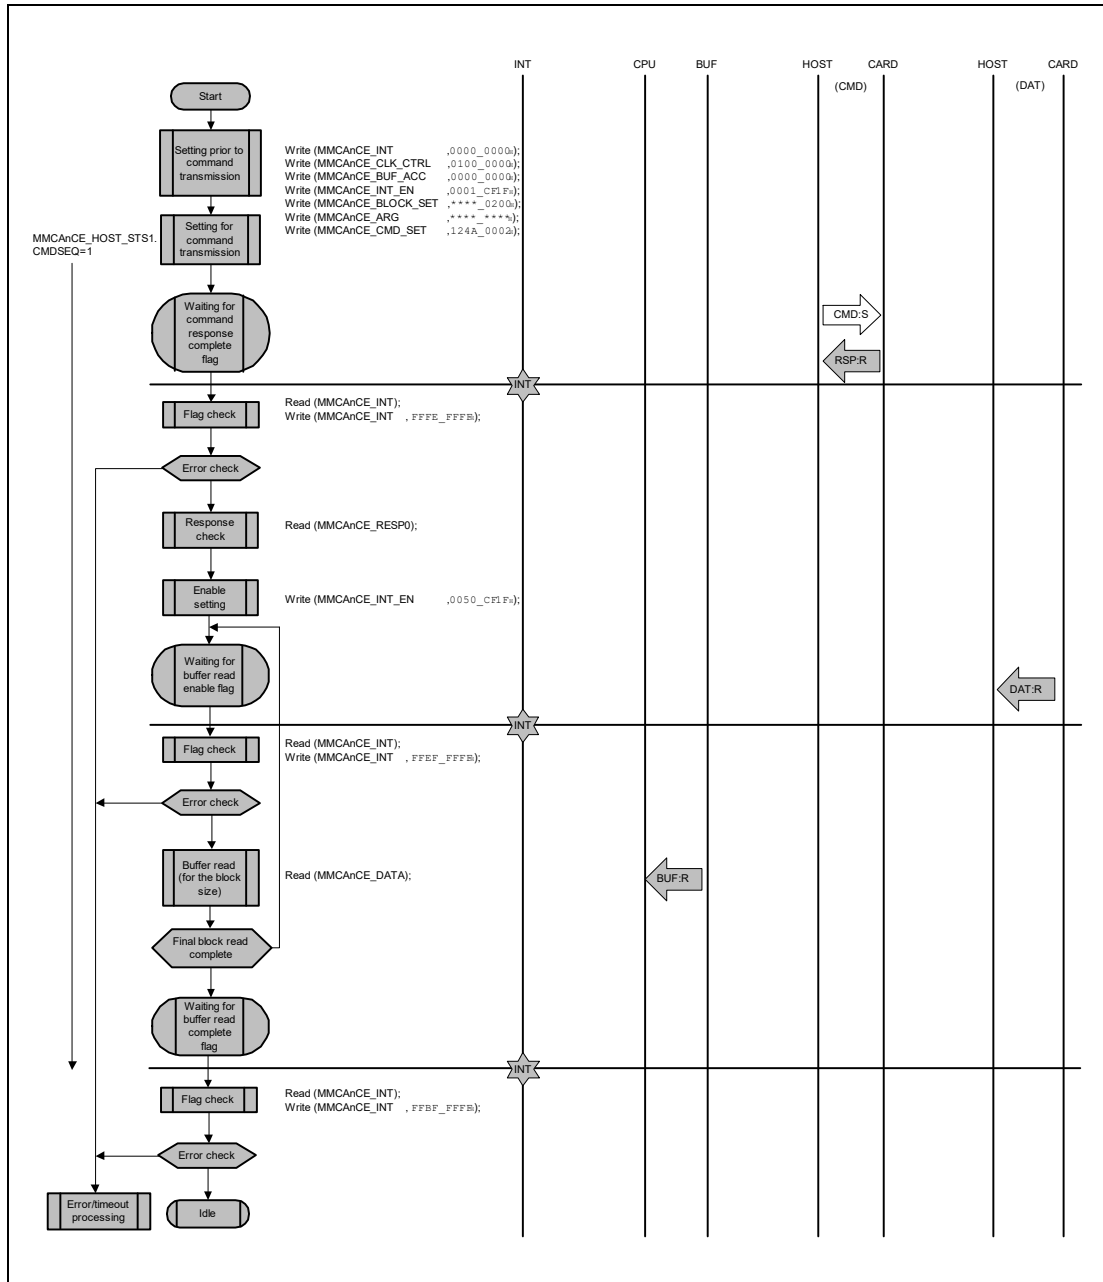 INT CPU BUF HOST CARD HOST CARD
(CMD) (DAT)
Start
Setting prior to
command
transmission
Write (MMCAnCE_INT ,0000_0000H);
Write (MMCAnCE_CLK_CTRL ,0100_0000H);
Write (MMCAnCE_BUF_ACC ,0000_0000H);
Write (MMCAnCE_INT_EN ,0001_CF1FH);
Write (MMCAnCE_BLOCK_SET ,****_0200H);
Write (MMCAnCE_ARG ,****_****H);
Write (MMCAnCE_CMD_SET ,124A_0002H);
MMCAnCE_HOST_STS1.
CMDSEQ=1
Setting for
command
transmission
Waiting for
command
response
complete
flag
CMD:S
RSP:R
INT
Flag check
Read (MMCAnCE_INT);
Write (MMCAnCE_INT , FFFE_FFFFH);
Error check
Response
check
Read (MMCAnCE_RESP0);
Enable
setting
Write (MMCAnCE_INT_EN ,0050_CF1FH);
Waiting for
buffer read
enable flag
DAT:R
INT
Flag check
Read (MMCAnCE_INT);
Write (MMCAnCE_INT , FFEF_FFFFH);
Error check
Buffer read
(for the block
size)
Read (MMCAnCE_DATA);
BUF:R
Final block read
complete
Waiting for
buffer read
complete
flag
INT
Flag check
Read (MMCAnCE_INT);
Write (MMCAnCE_INT , FFBF_FFFFH);
Error check
Error/timeout
processing
Idle